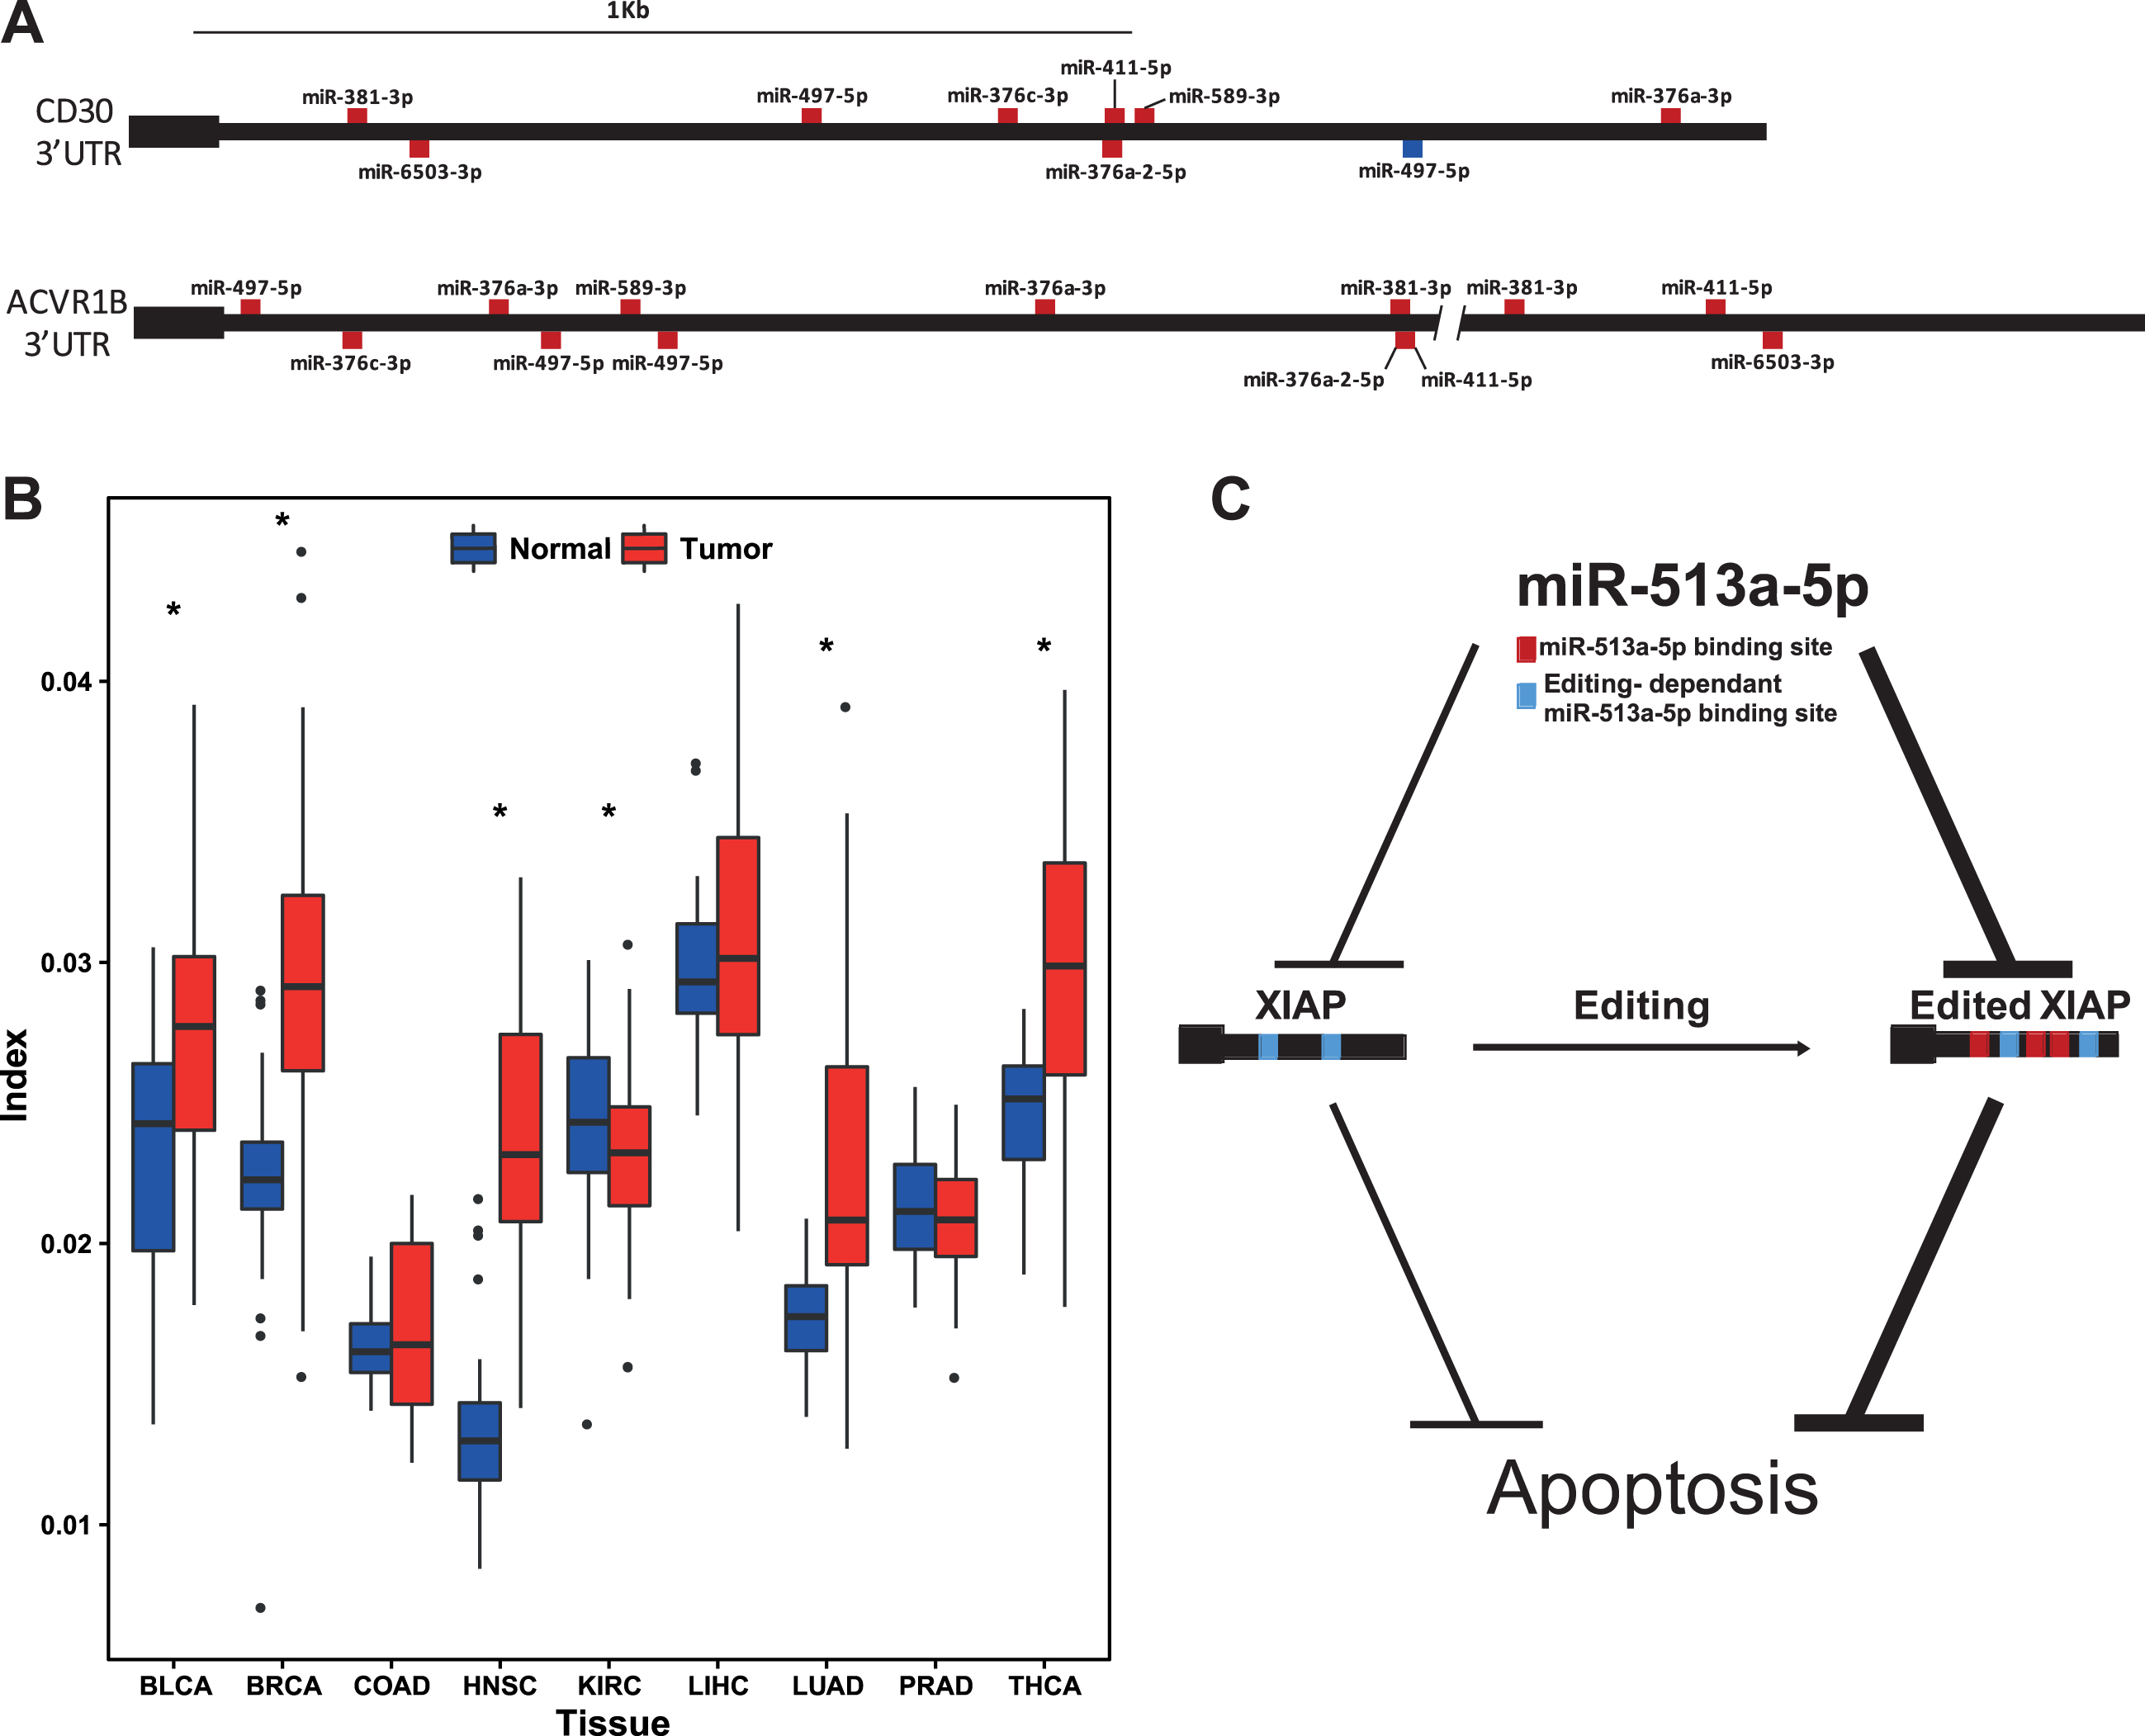 A
1Kb
miR-411-5p
miR-381-3p
miR-497-5p
miR-376c-3p
miR-589-3p
miR-376a-3p
CD30
3’UTR
miR-6503-3p
miR-376a-2-5p
miR-497-5p
miR-497-5p
miR-376a-3p
miR-589-3p
miR-376a-3p
miR-381-3p
miR-381-3p
miR-411-5p
ACVR1B
3’UTR
miR-376c-3p
miR-497-5p
miR-497-5p
miR-376a-2-5p
miR-411-5p
miR-6503-3p
B
*
Normal
Tumor
*
*
*
*
*
0.04
0.03
0.02
0.01
Index
BLCA
BRCA
COAD
HNSC
KIRC
LIHC
LUAD
PRAD
THCA
Tissue
C
miR-513a-5p
miR-513a-5p binding site
Editing- dependant
miR-513a-5p binding site
XIAP
Editing
Edited XIAP
Apoptosis